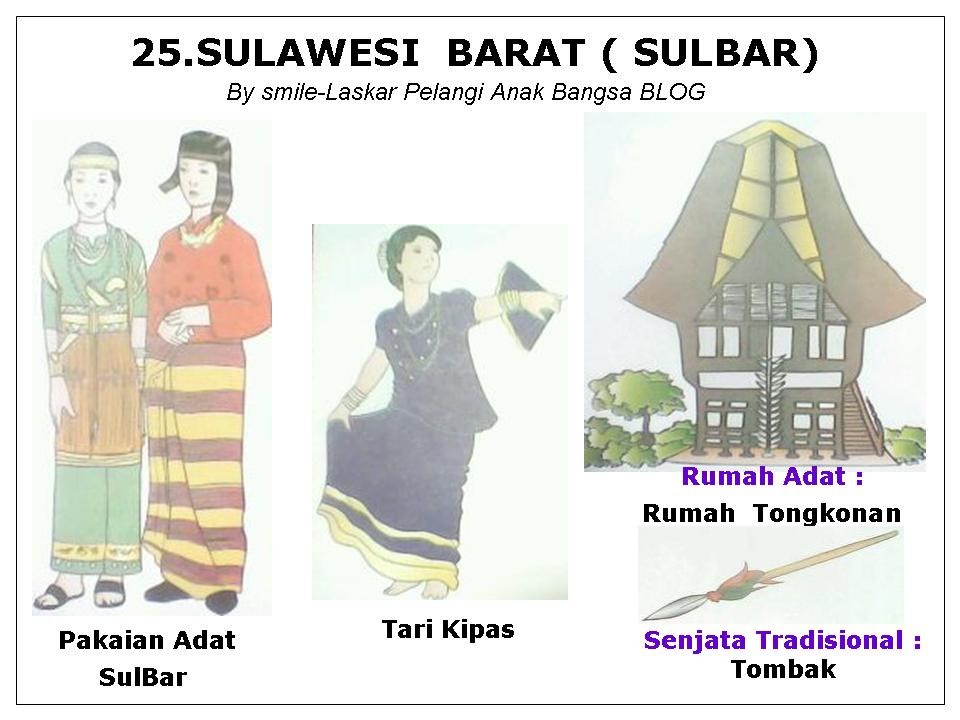 25.SULAWESI BARAT ( SULBAR)
By smile-Laskar Pelangi Anak Bangsa BLOG
Pakaian Adat
SulBar
Tari Kipas
Rumah Adat :
Rumah Tongkonan
Senjata Tradisional :
Tombak